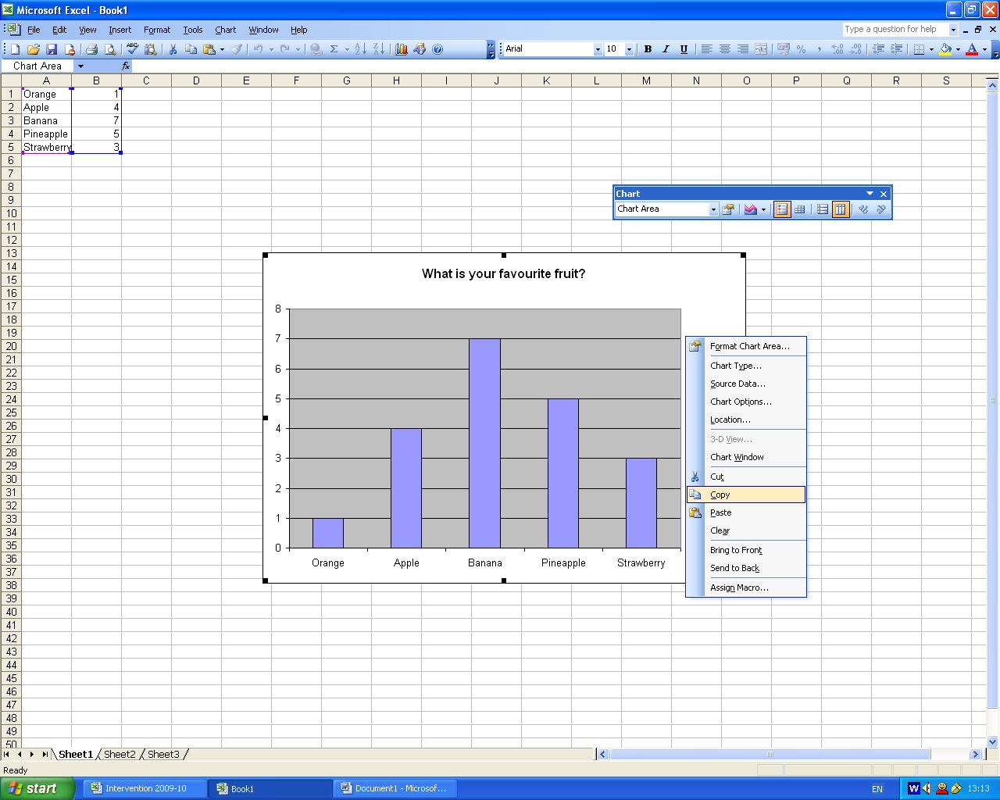 Microsoft Excel - Book1
File Edit View Insert Format Tools Chart Window Help
Type a question for help
Arial 10 B I U
Chart Area fx
A B C D E F G H I J K L M N O P Q R S
1 Orange 1
2 Apple 4
3 Banana 7
4 Pineapple 5
5 Strawberry 3
6
7
8
9
10
11
12
13
14
15
16
17
18
19
20
21
22
23
24
25
26
27
28
29
30
31
32
33
34
35
36
37
38
39
40
41
42
43
44
45
46
47
48
49
50
Chart
Chart Area
What is your favourite fruit?
8
7
6
5
4
3
2
1
0
Orange Apple Banana Pineapple Strawberry
Format Chart Area...
Chart Type...
Source Data...
Chart Options...
Location...
3-D View...
Chart Window
Cut
Copy
Paste
Clear
Bring to Front
Send to Back
Assign Macro...
Sheet1 Sheet2 Sheet3
Ready
start Intervention 2009-10 Book1 Document1 - Microsof... EN W 13:13